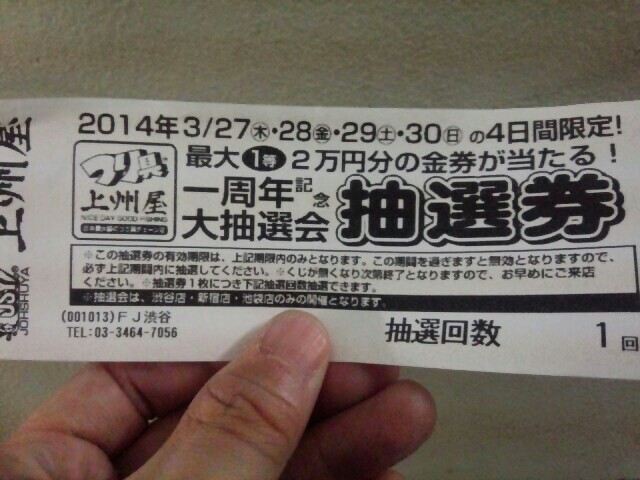 2014年3/27㊍・28㊎・29㊏・30㊐の4日間限定!
最大1等2万円分の金券が当たる!
つり具
上州屋
NICE DAY GOOD FISHING
一周年記念
大抽選会
抽選券
※この抽選券の有効期限は、上記期限内のみとなります。この期間を過ぎますと無効となりますので、
必ず上記期間内に抽選してください。※くじが無くなり次第終了となりますので、お早めにご来店
ください。※抽選券1枚につき下記抽選回数抽選できます。
※抽選会は、渋谷店・新宿店・池袋店のみの開催となります。
(001013)FJ渋谷
TEL:03-3464-7056
抽選回数 1回
上州屋
JOHSHUYA